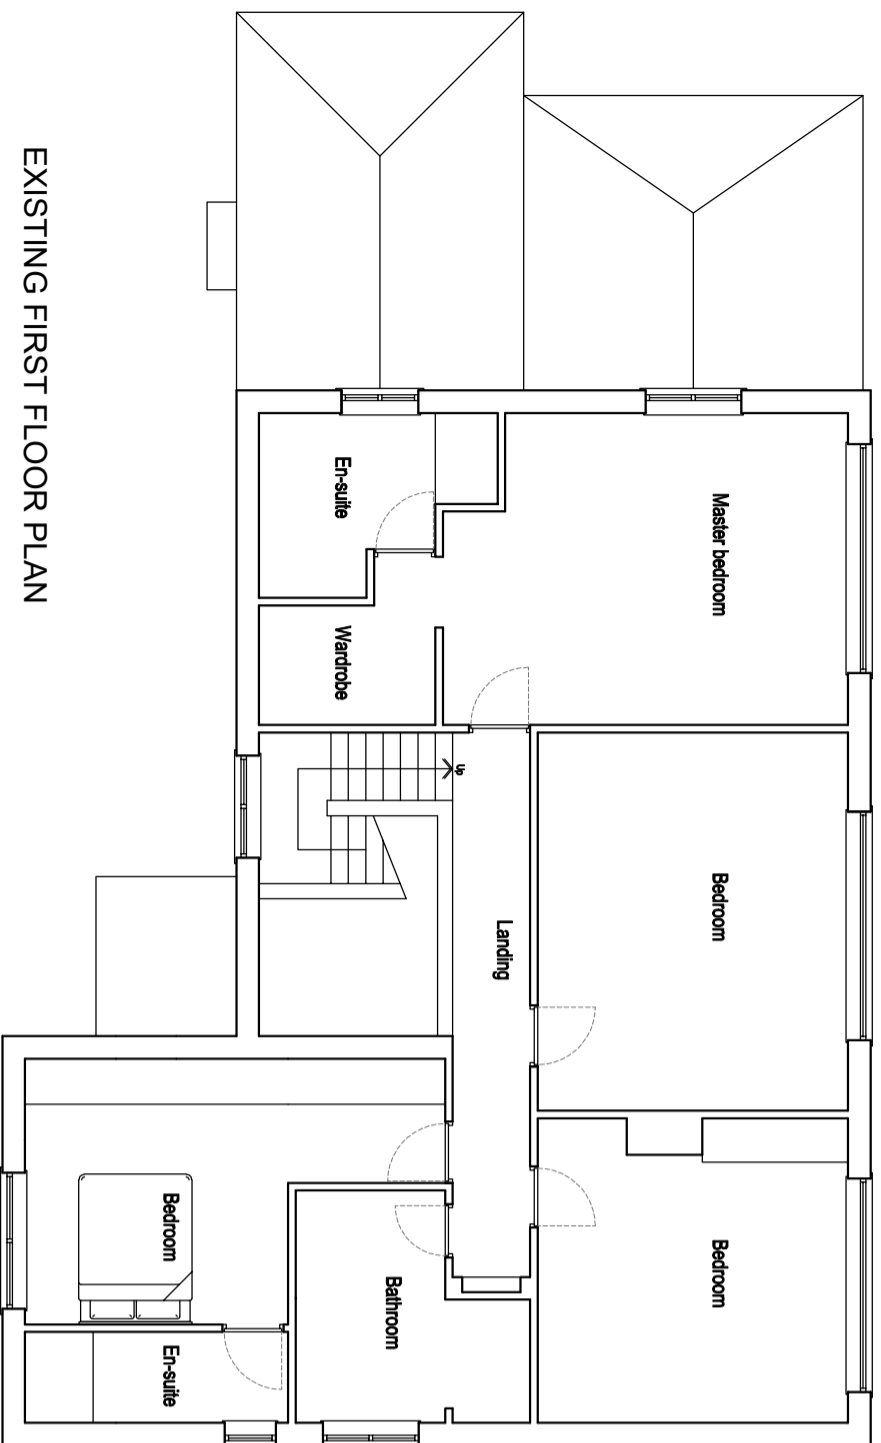 EXISTING FIRST FLOOR PLAN
Master bedroom
Bedroom
Bedroom
En-suite
Wardrobe
Up
Landing
Bedroom
Bathroom
En-suite